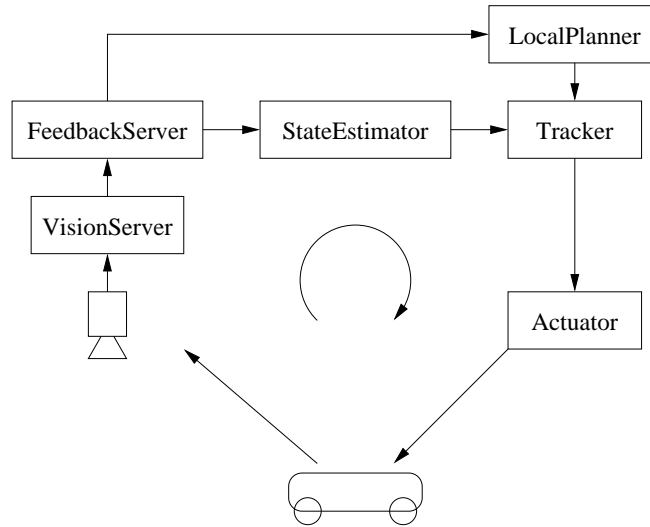 LocalPlanner
FeedbackServer
StateEstimator
Tracker
VisionServer
Actuator